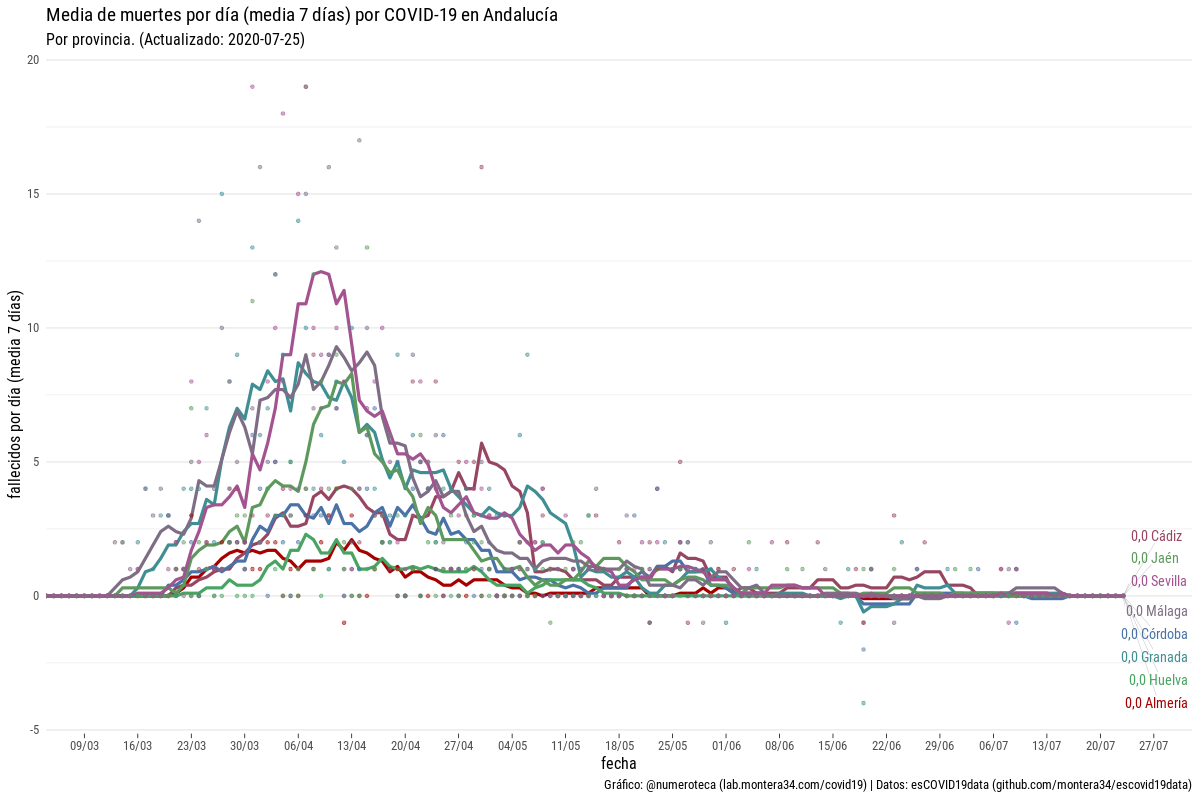 Media de muertes por día (media 7 días) por COVID-19 en Andalucía
Por provincia. (Actualizado: 2020-07-25)
fallecidos por día (media 7 días)
20
15
10
5
0
-5
0,0 Cádiz
0,0 Jaén
0,0 Sevilla
0,0 Málaga
0,0 Córdoba
0,0 Granada
0,0 Huelva
0,0 Almería
09/03 16/03 23/03 30/03 06/04 13/04 20/04 27/04 04/05 11/05 18/05 25/05 01/06 08/06 15/06 22/06 29/06 06/07 13/07 20/07 27/07
fecha
Gráfico: @numeroteca (lab.montera34.com/covid19) | Datos: esCOVID19data (github.com/montera34/escovid19data)